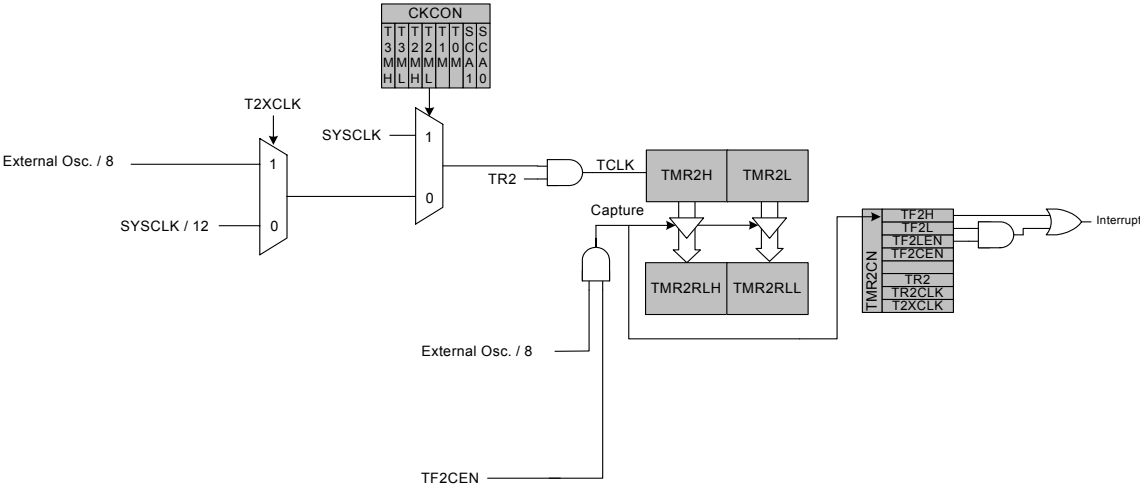 CKCON
T3MH
T3ML
T2MH
T2ML
T1M
T0M
SCA1
SCA0
T2XCLK
SYSCLK
1
0
External Osc. / 8
1
SYSCLK / 12
0
TR2
TCLK
TMR2H
TMR2L
Capture
TMR2RLH
TMR2RLL
TMR2CN
TF2H
TF2L
TF2LEN
TF2CEN
TR2
TR2CLK
T2XCLK
Interrupt
External Osc. / 8
TF2CEN